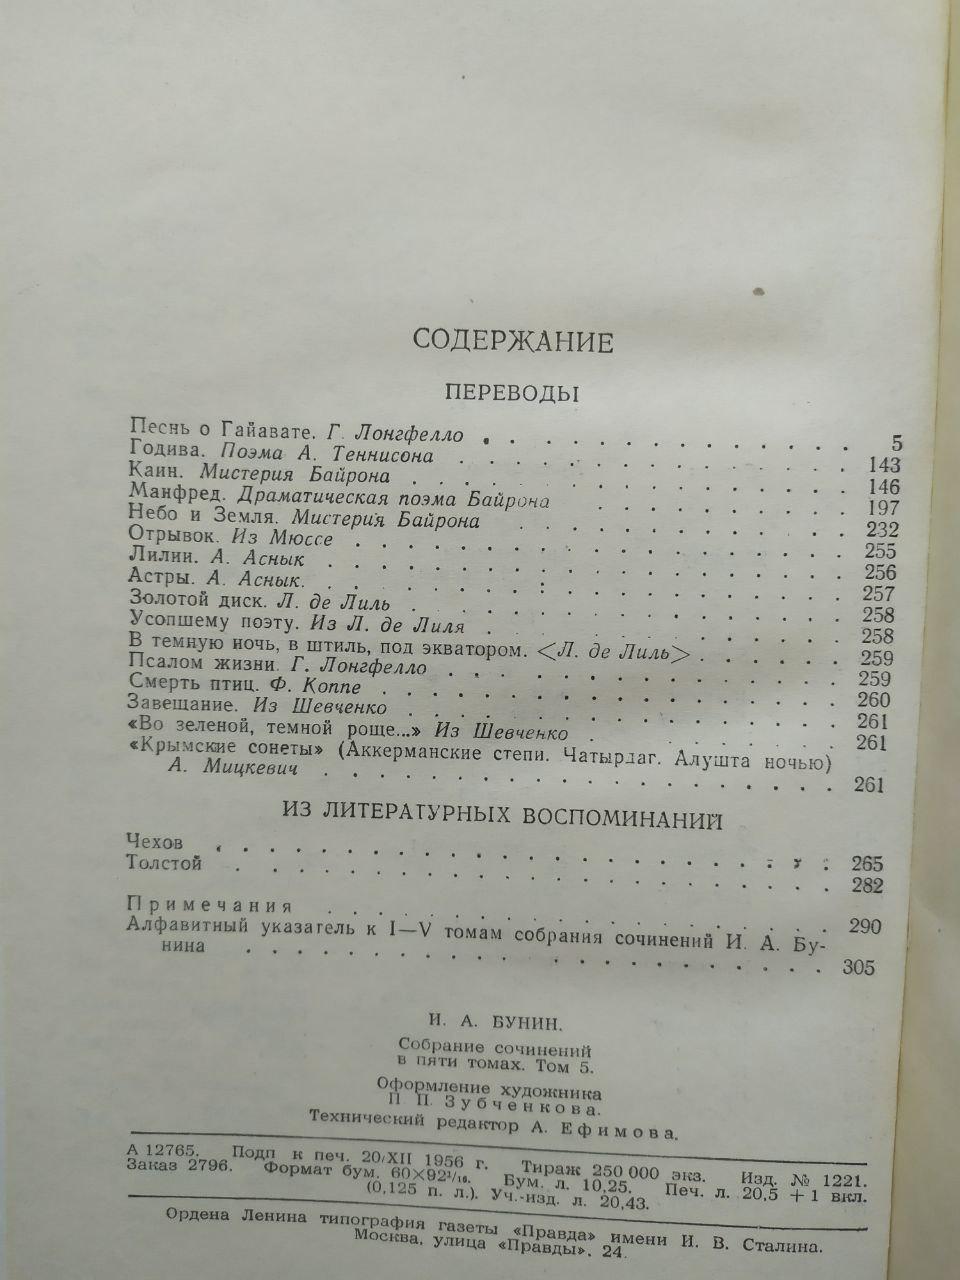 СОДЕРЖАНИЕ
ПЕРЕВОДЫ
Песнь о Гайавате. Г. Лонгфелло . . . . . . . . . . . . 5
Годива. Поэма А. Теннисона . . . . . . . . . . . . 143
Каин. Мистерия Байрона . . . . . . . . . . . . 146
Манфред. Драматическая поэма Байрона . . . . . . . . 197
Небо и Земля. Мистерия Байрона . . . . . . . . . . 232
Отрывок. Из Мюссе . . . . . . . . . . . . . . 255
Лилии. А. Аснык . . . . . . . . . . . . . . . 256
Астры. А. Аснык. . . . . . . . . . . . . . . . 257
Золотой диск. Л. де Лиль . . . . . . . . . . . . 258
Усопшему поэту. Из Л. де Лиля . . . . . . . . . . 258
В темную ночь, в штиль, под экватором. <Л. де Лиль> . . . . . 259
Псалом жизни. Г. Лонгфелло . . . . . . . . . . . . 259
Смерть птиц. Ф. Коппе . . . . . . . . . . . . . 260
Завещание. Из Шевченко . . . . . . . . . . . . . 261
«Во зеленой, темной роще...» Из Шевченко . . . . . . . . 261
«Крымские сонеты» (Аккерманские степи. Чатырдаг. Алушта ночью)
А. Мицкевич . . . . . . . . . . . . . . . . 261
ИЗ ЛИТЕРАТУРНЫХ ВОСПОМИНАНИЙ
Чехов . . . . . . . . . . . . . . . . . . . 265
Толстой . . . . . . . . . . . . . . . . . . 282
Примечания . . . . . . . . . . . . . . . . 290
Алфавитный указатель к I—V томам собрания сочинений И. А. Бу-
нина . . . . . . . . . . . . . . . . . . 305
И. А. БУНИН.
Собрание сочинений
в пяти томах. Том 5.
Оформление художника
П. П. Зубченкова.
Технический редактор А. Ефимова.
А 12765. Подп к печ. 20/XII 1956 г. Тираж 250 000 экз. Изд. № 1221.
Заказ 2796. Формат бум. 60×92¹/₁₆. Бум. л. 10,25. Печ. л. 20,5 + 1 вкл.
(0,125 п. л.). Уч.-изд. л. 20,43.
Ордена Ленина типография газеты «Правда» имени И. В. Сталина.
Москва, улица «Правды», 24.